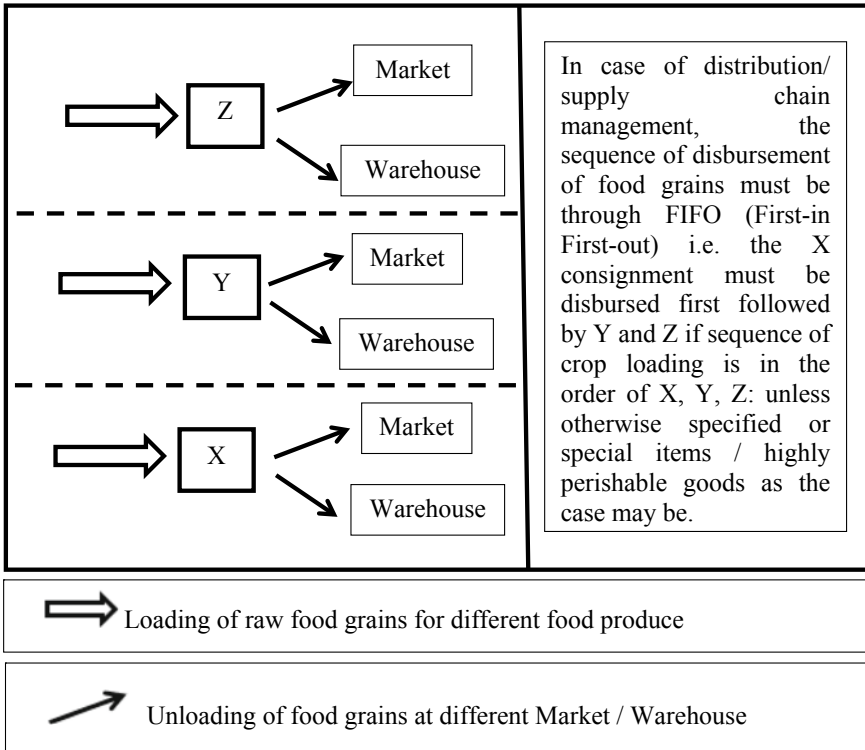 Market
Z
Warehouse
Market
Y
Warehouse
Market
X
Warehouse
In case of distribution/
supply chain
management, the
sequence of disbursement
of food grains must be
through FIFO (First-in
First-out) i.e. the X
consignment must be
disbursed first followed
by Y and Z if sequence of
crop loading is in the
order of X, Y, Z: unless
otherwise specified or
special items / highly
perishable goods as the
case may be.
Loading of raw food grains for different food produce
Unloading of food grains at different Market / Warehouse